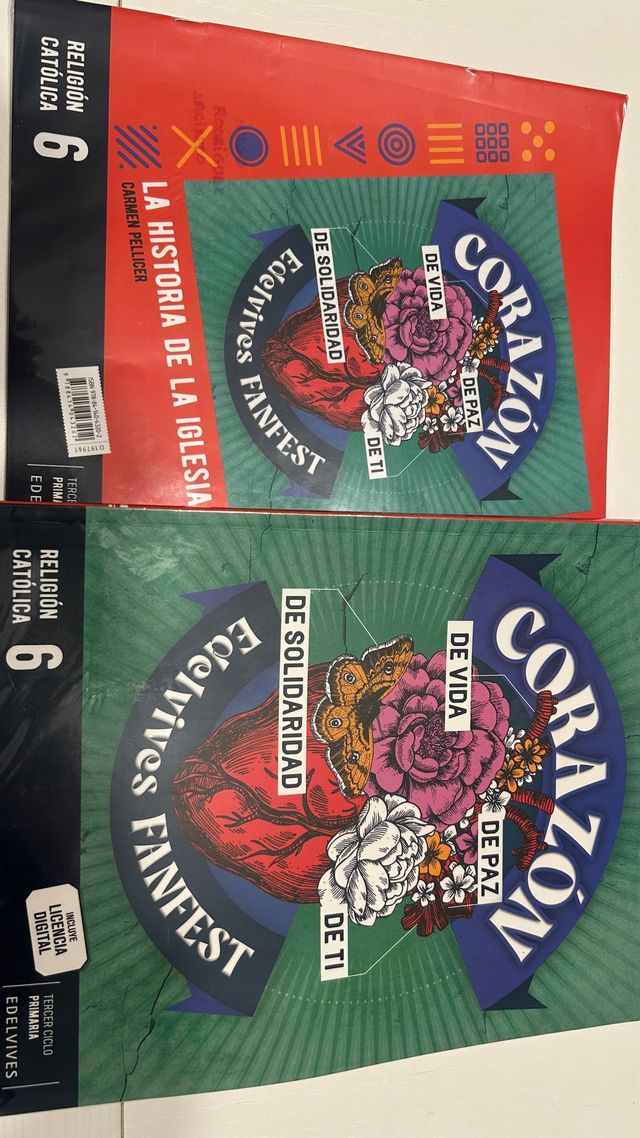 RELIGIÓN
CATÓLICA
6
LA HISTORIA DE LA IGLESIA
CARMEN PELLICER
CORAZÓN
DE VIDA
DE SOLIDARIDAD
DE PAZ
DE TI
Edelvives FANFEST
TERCER
PRIMA
EDE
RELIGIÓN
CATÓLICA
6
CORAZÓN
DE VIDA
DE SOLIDARIDAD
DE PAZ
DE TI
Edelvives FANFEST
INCLUYE
LICENCIA
DIGITAL
TERCER CICLO
PRIMARIA
EDELVIVES